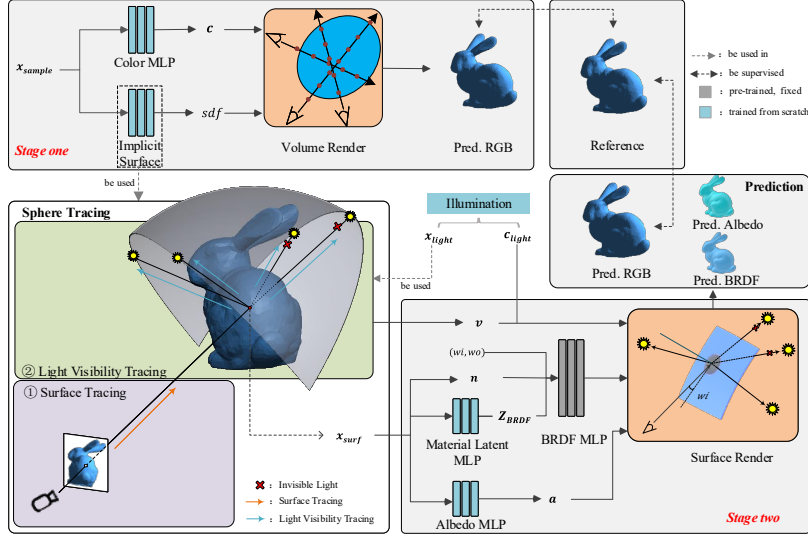 x_sample
Color MLP
c
Implicit
Surface
sdf
Volume Render
Pred. RGB
Stage one
Reference
: be used in
: be supervised
: pre-trained, fixed
: trained from scratch
be used
Sphere Tracing
② Light Visibility Tracing
① Surface Tracing
: Invisible Light
: Surface Tracing
: Light Visibility Tracing
Illumination
x_light
c_light
be used
Prediction
Pred. Albedo
Pred. RGB
Pred. BRDF
v
(wi,wo)
n
Z_BRDF
x_surf
Material Latent
MLP
BRDF MLP
wi
Surface Render
Albedo MLP
a
Stage two